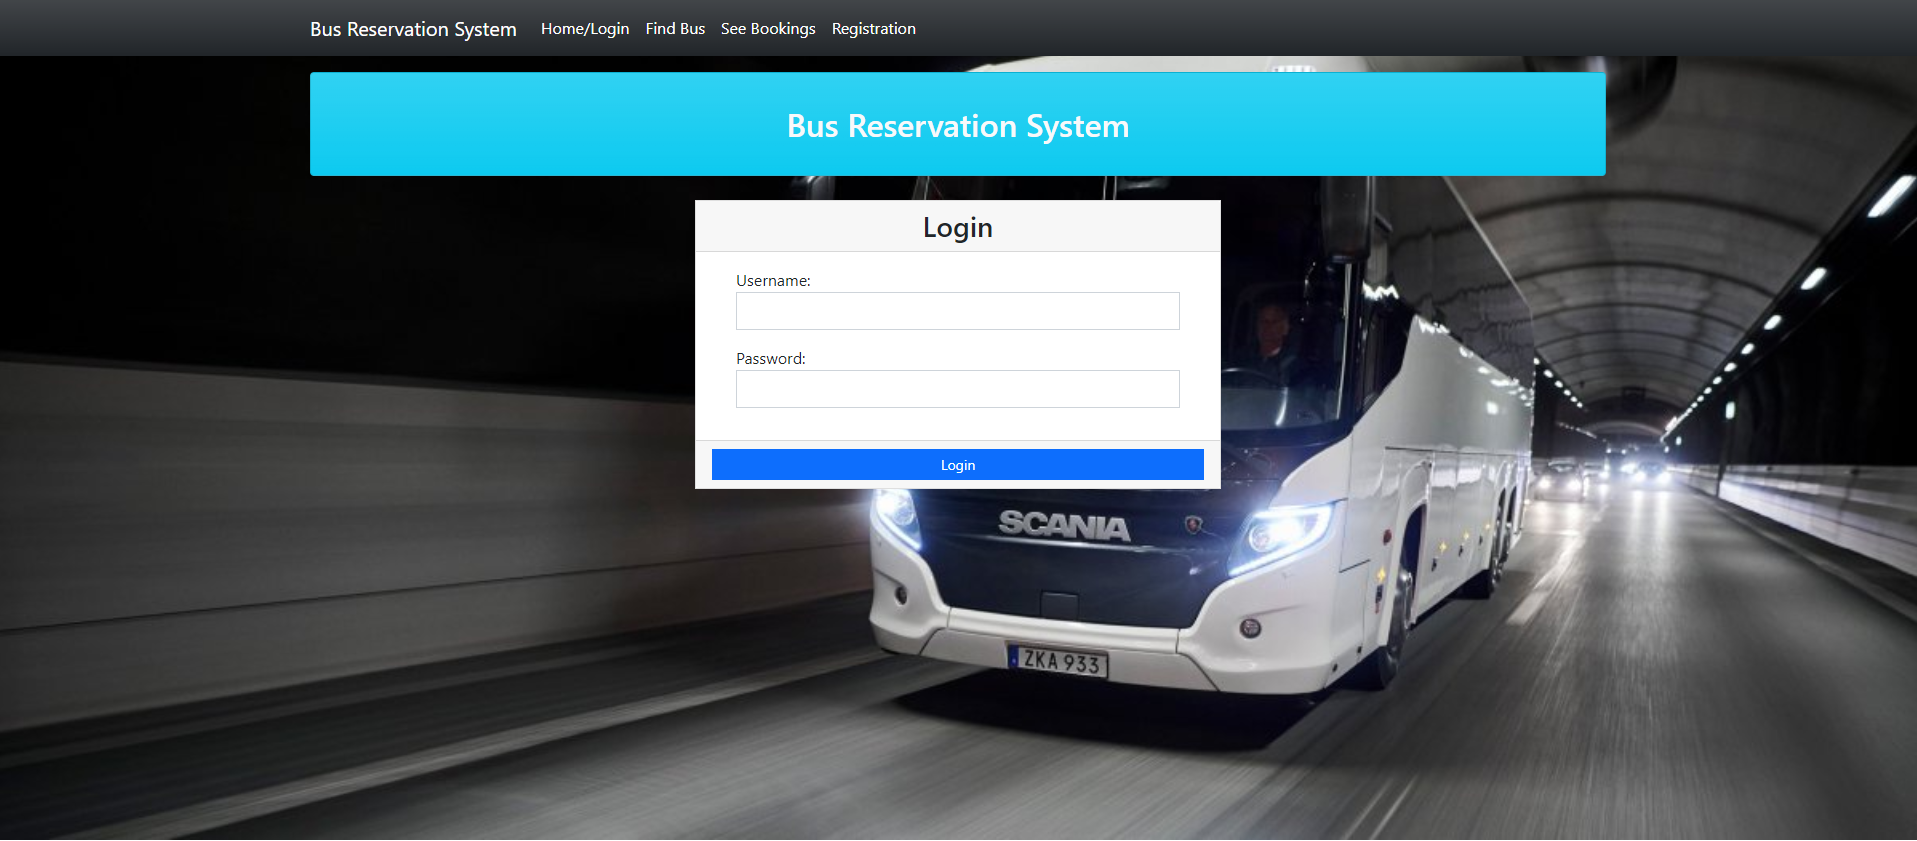 Bus Reservation System Home/Login Find Bus See Bookings Registration
Bus Reservation System
Login
Username:
Password:
Login
SCANIA
ZKA 933